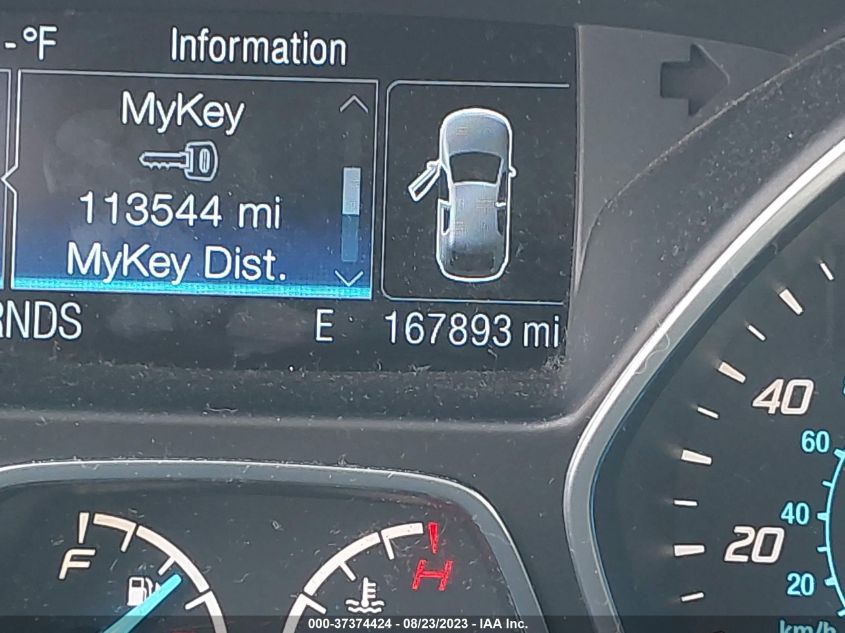 -°F
Information
MyKey
113544 mi
MyKey Dist.
RNDS
E
167893 mi
40
60
40
20
20
km/h
F
H
000-37374424 - 08/23/2023 - IAA Inc.